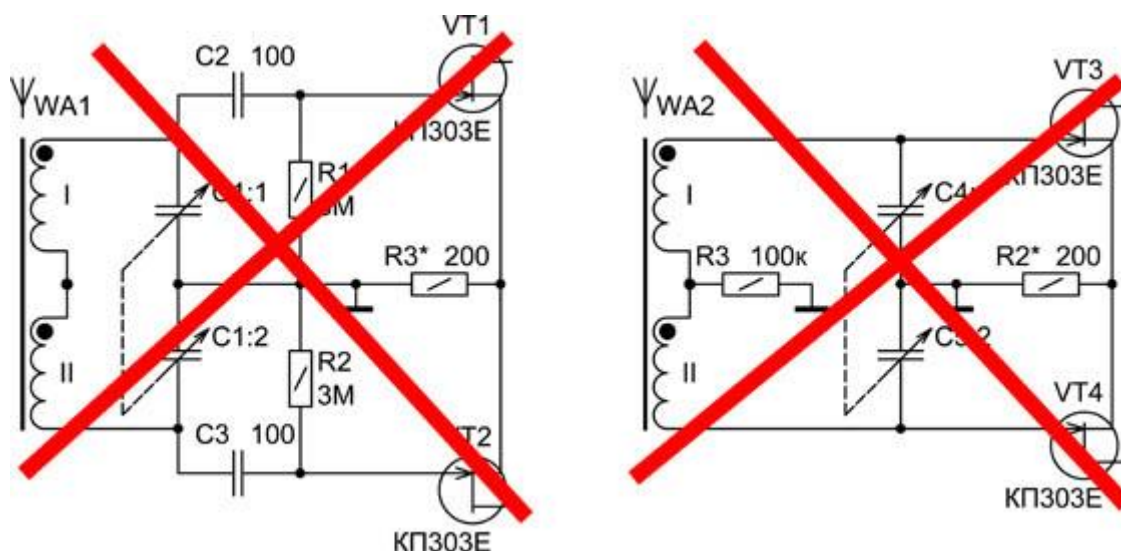 VT1
C2 100
WA1
КП303Е
I
C1:1
R1
3М
R3* 200
II
C1:2
R2
3М
C3 100
VT2
КП303Е
VT3
WA2
КП303Е
I
R3 100к
R2* 200
II
VT4
КП303Е